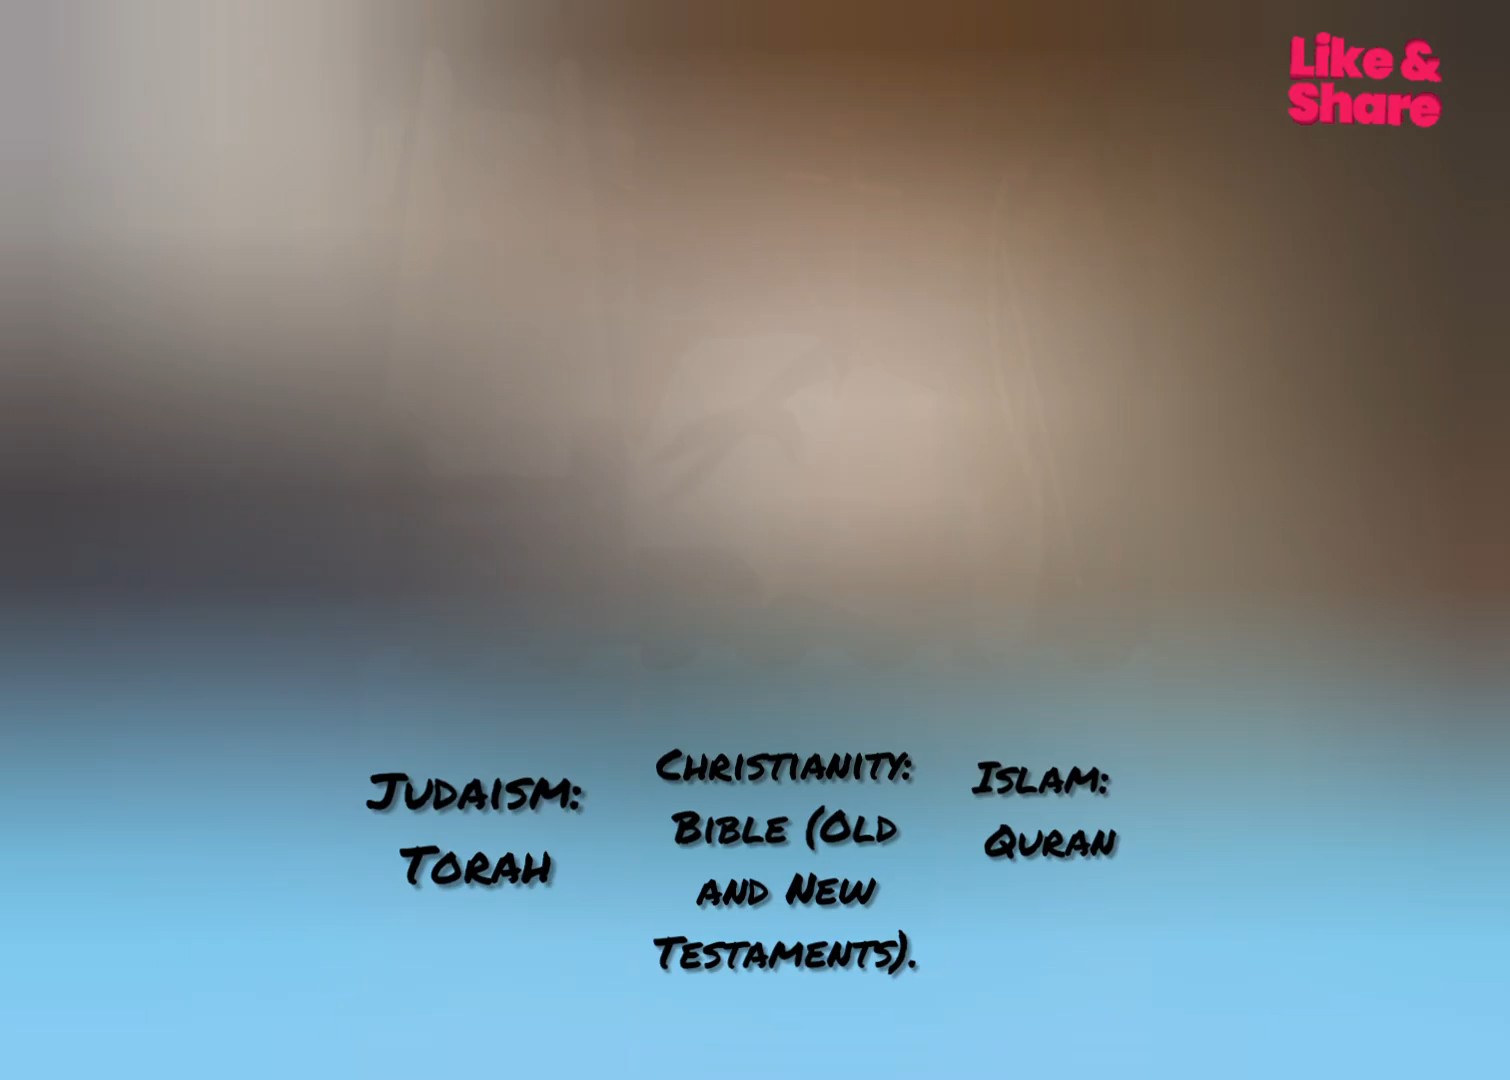 Like &
Share
Judaism:
Torah
Christianity:
Bible (Old
and New
Testaments).
Islam:
Quran